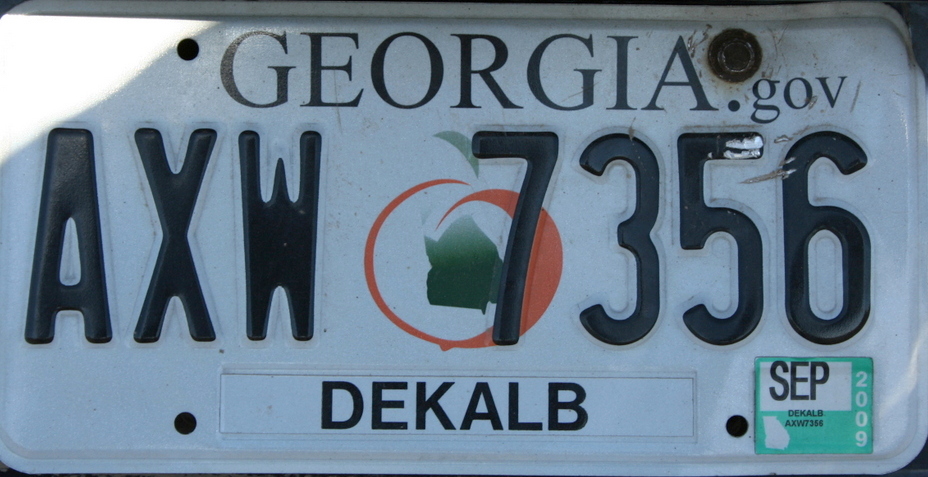 GEORGIA.gov
AXW 7356
DEKALB
SEP
2009
DEKALB
AXW7356